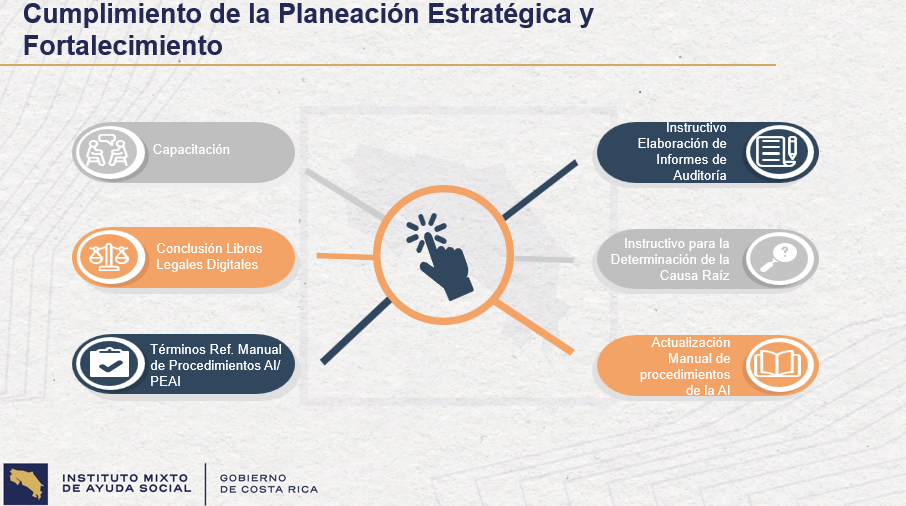 Cumplimiento de la Planeación Estratégica y
Fortalecimiento
Capacitación
Conclusión Libros
Legales Digitales
Términos Ref. Manual
de Procedimientos AI/
PEAI
Instructivo
Elaboración de
Informes de
Auditoría
Instructivo para la
Determinación de la
Causa Raíz
?
Actualización
Manual de
procedimientos
de la AI
INSTITUTO MIXTO
DE AYUDA SOCIAL
GOBIERNO
DE COSTA RICA